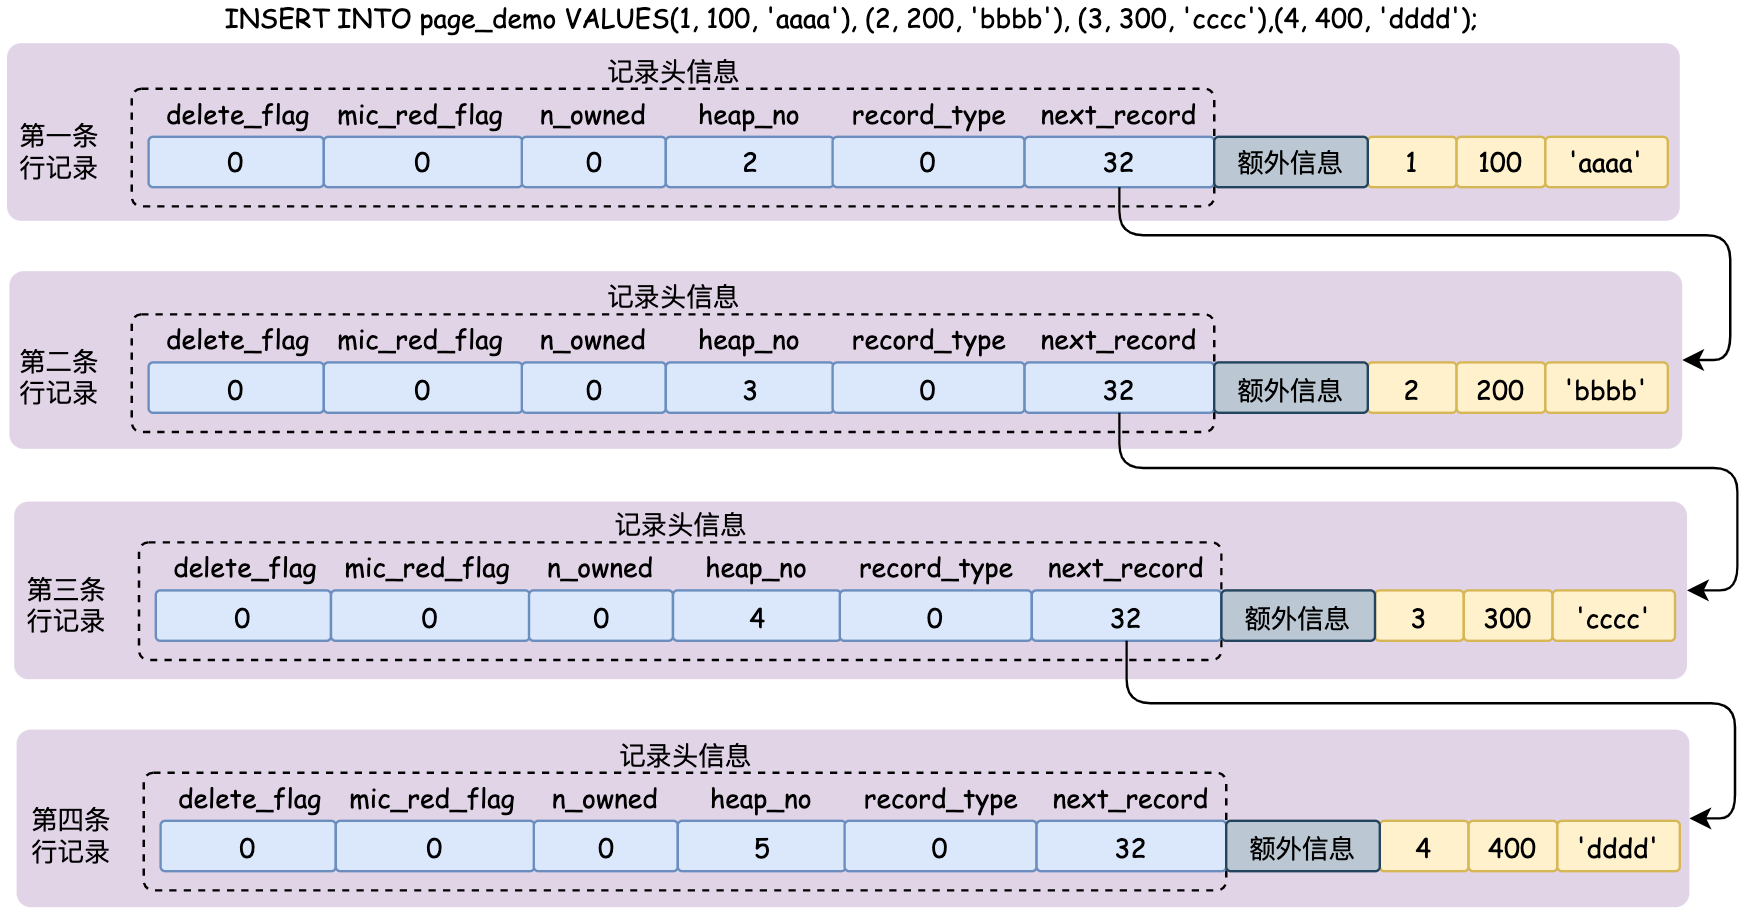 INSERT INTO page_demo VALUES(1, 100, 'aaaa'), (2, 200, 'bbbb'), (3, 300, 'cccc'),(4, 400, 'dddd');
记录头信息
delete_flag mic_red_flag n_owned heap_no record_type next_record
第一条
行记录
0 0 0 2 0 32 额外信息 1 100 'aaaa'
记录头信息
delete_flag mic_red_flag n_owned heap_no record_type next_record
第二条
行记录
0 0 0 3 0 32 额外信息 2 200 'bbbb'
记录头信息
delete_flag mic_red_flag n_owned heap_no record_type next_record
第三条
行记录
0 0 0 4 0 32 额外信息 3 300 'cccc'
记录头信息
delete_flag mic_red_flag n_owned heap_no record_type next_record
第四条
行记录
0 0 0 5 0 32 额外信息 4 400 'dddd'